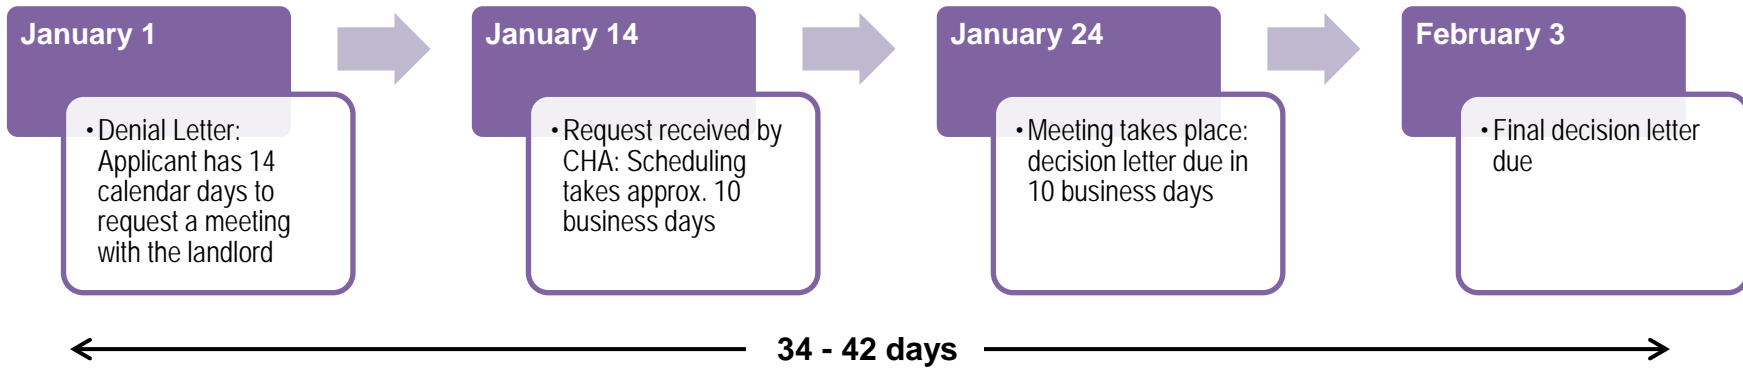 January 1
• Denial Letter:
Applicant has 14
calendar days to
request a meeting
with the landlord
January 14
• Request received by
CHA: Scheduling
takes approx. 10
business days
January 24
• Meeting takes place:
decision letter due in
10 business days
February 3
• Final decision letter
due
34 - 42 days